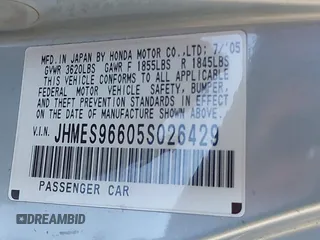 MFD. IN JAPAN BY HONDA MOTOR CO.,LTD: 7/'05
GVWR 3620LBS GAWR F 1855LBS R 1845LBS
THIS VEHICLE CONFORMS TO ALL APPLICABLE
FEDERAL MOTOR VEHICLE SAFETY, BUMPER,
AND THEFT PREVENTION STANDARDS IN EFFECT
ON THE DATE OF MANUFACTURE SHOWN ABOVE.
V.I.N. JHMES96605S026429
PASSENGER CAR
DREAMBID